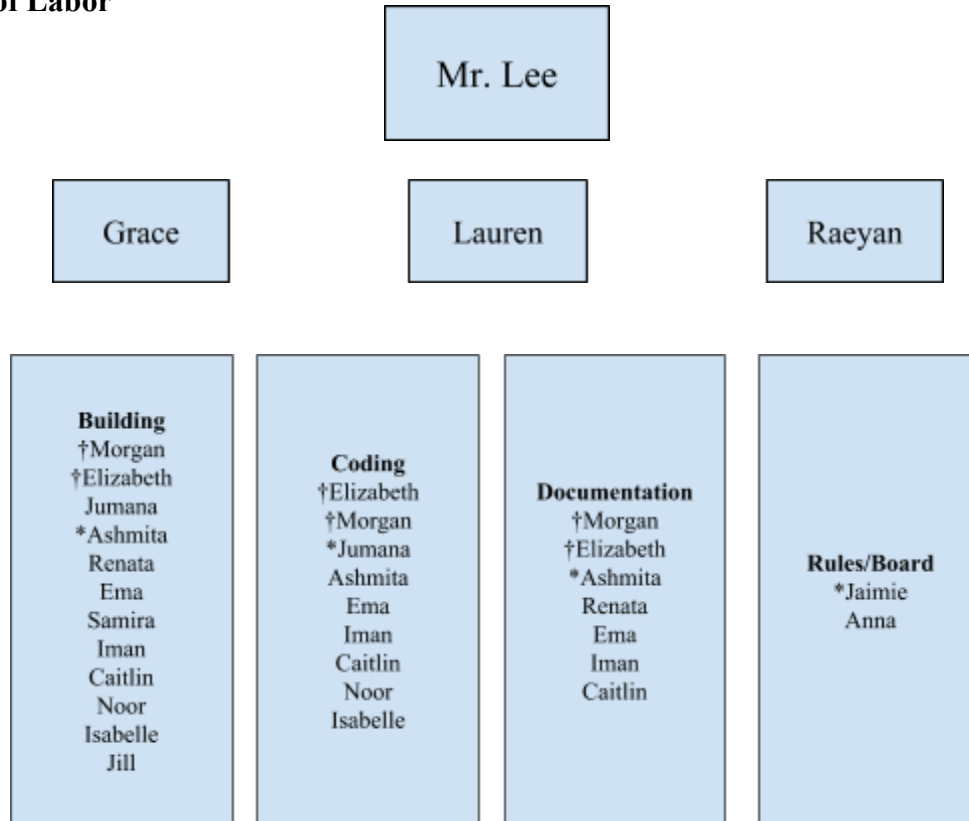 of Labor
Mr. Lee
Grace
Lauren
Raeyan
Building
†Morgan
†Elizabeth
Jumana
*Ashmita
Renata
Ema
Samira
Iman
Caitlin
Noor
Isabelle
Jill
Coding
†Elizabeth
†Morgan
*Jumana
Ashmita
Ema
Iman
Caitlin
Noor
Isabelle
Documentation
†Morgan
†Elizabeth
*Ashmita
Renata
Ema
Iman
Caitlin
Rules/Board
*Jaimie
Anna